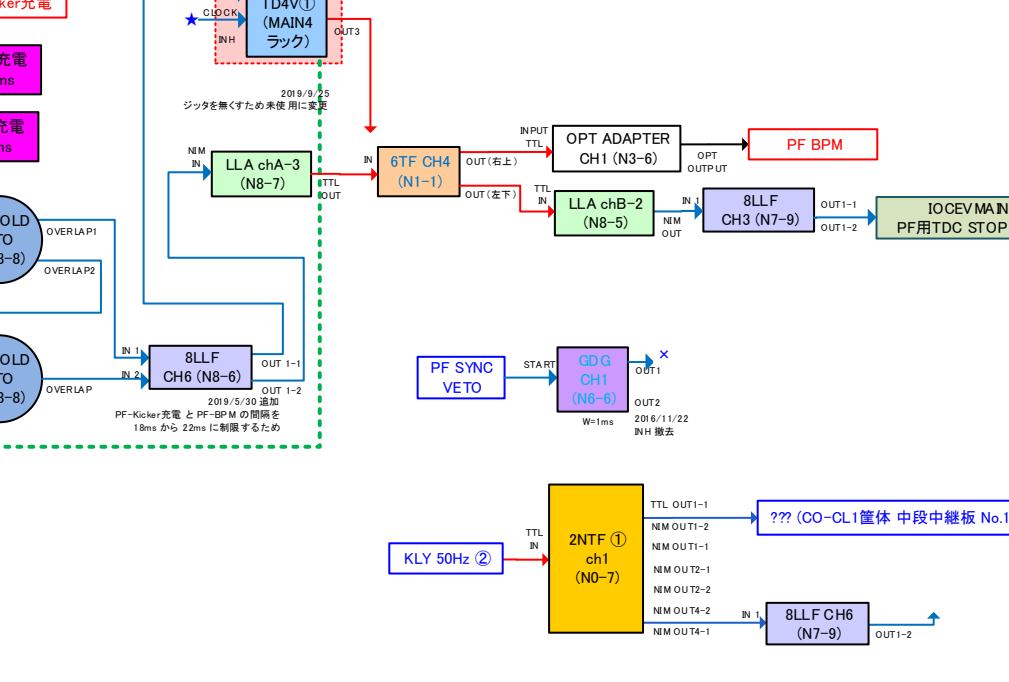 ker充電
CLOCK
INH
TD4V①
(MAIN4
ラック)
OUT3
充電
ms
2019/9/25
ジッタを無くすため未使用に変更
充電
ms
NIM
IN
LLA chA-3
(N8-7)
TTL
OUT
IN
6TF CH4
(N1-1)
OUT(右上)
OUT(左下)
INPUT
TTL
OPT ADAPTER
CH1 (N3-6)
OPT
OUTPUT
PF BPM
TTL
IN
LLA chB-2
(N8-5)
NIM
OUT
IN 1
8LLF
CH3 (N7-9)
OUT1-1
OUT1-2
IOCEVMAIN
PF用TDC STOP
OLD
TO
8-8)
OVERLAP1
OVERLAP2
OLD
TO
8-8)
OVERLAP
IN 1
IN 2
8LLF
CH6 (N8-6)
OUT 1-1
OUT 1-2
2019/5/30 追加
PF-Kicker充電 と PF-BPM の間隔を
18ms から 22ms に制限するため
PF SYNC
VETO
START
GDG
CH1
(N6-6)
×
OUT1
OUT2
W=1ms
2016/11/22
INH 撤去
KLY 50Hz ②
TTL
IN
2NTF ①
ch1
(N0-7)
TTL OUT1-1
NIM OUT1-2
NIM OUT1-1
NIM OUT2-1
NIM OUT2-2
NIM OUT4-2
NIM OUT4-1
??? (CO-CL1筐体 中段中継板 No.1
IN 1
8LLF CH6
(N7-9)
OUT1-2